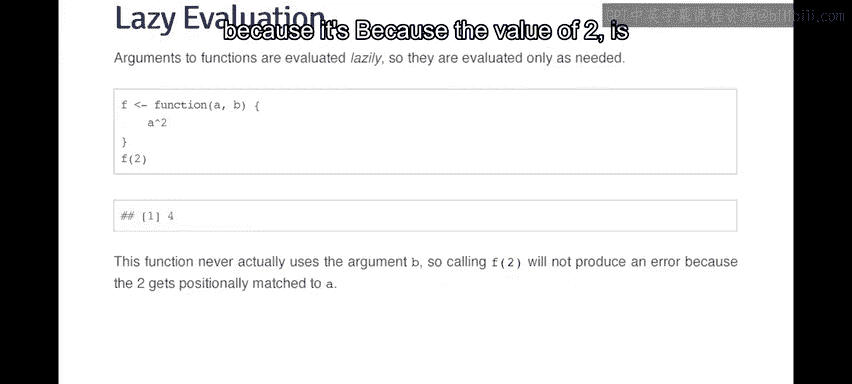 Lazy Evaluation
because it's Because the value of 2, is
Arguments to functions are evaluated lazily, so they are evaluated only as needed.
f <- function(a, b) {
a^2
}
f(2)
## [1] 4
This function never actually uses the argument b, so calling f(2) will not produce an error because
the 2 gets positionally matched to a.